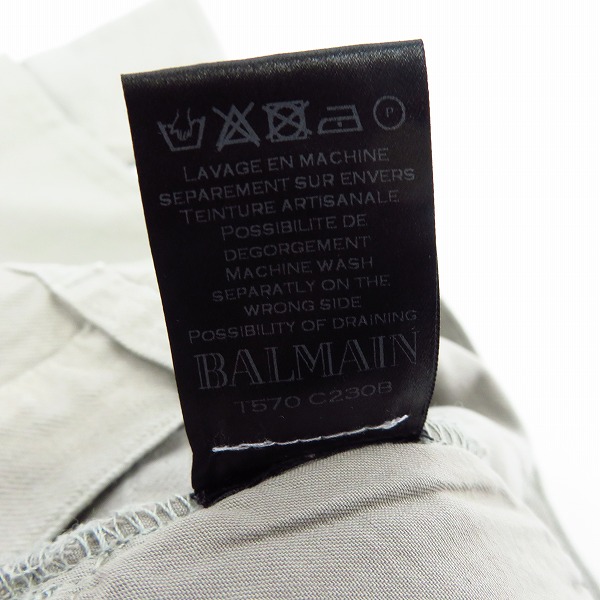 P
LAVAGE EN MACHINE
SEPAREMENT SUR ENVERS
TEINTURE ARTISANALE
POSSIBILITE DE
DEGORGEMENT
MACHINE WASH
SEPARATLY ON THE
WRONG SIDE
POSSIBILITY OF DRAINING
BALMAIN
T570 C230B